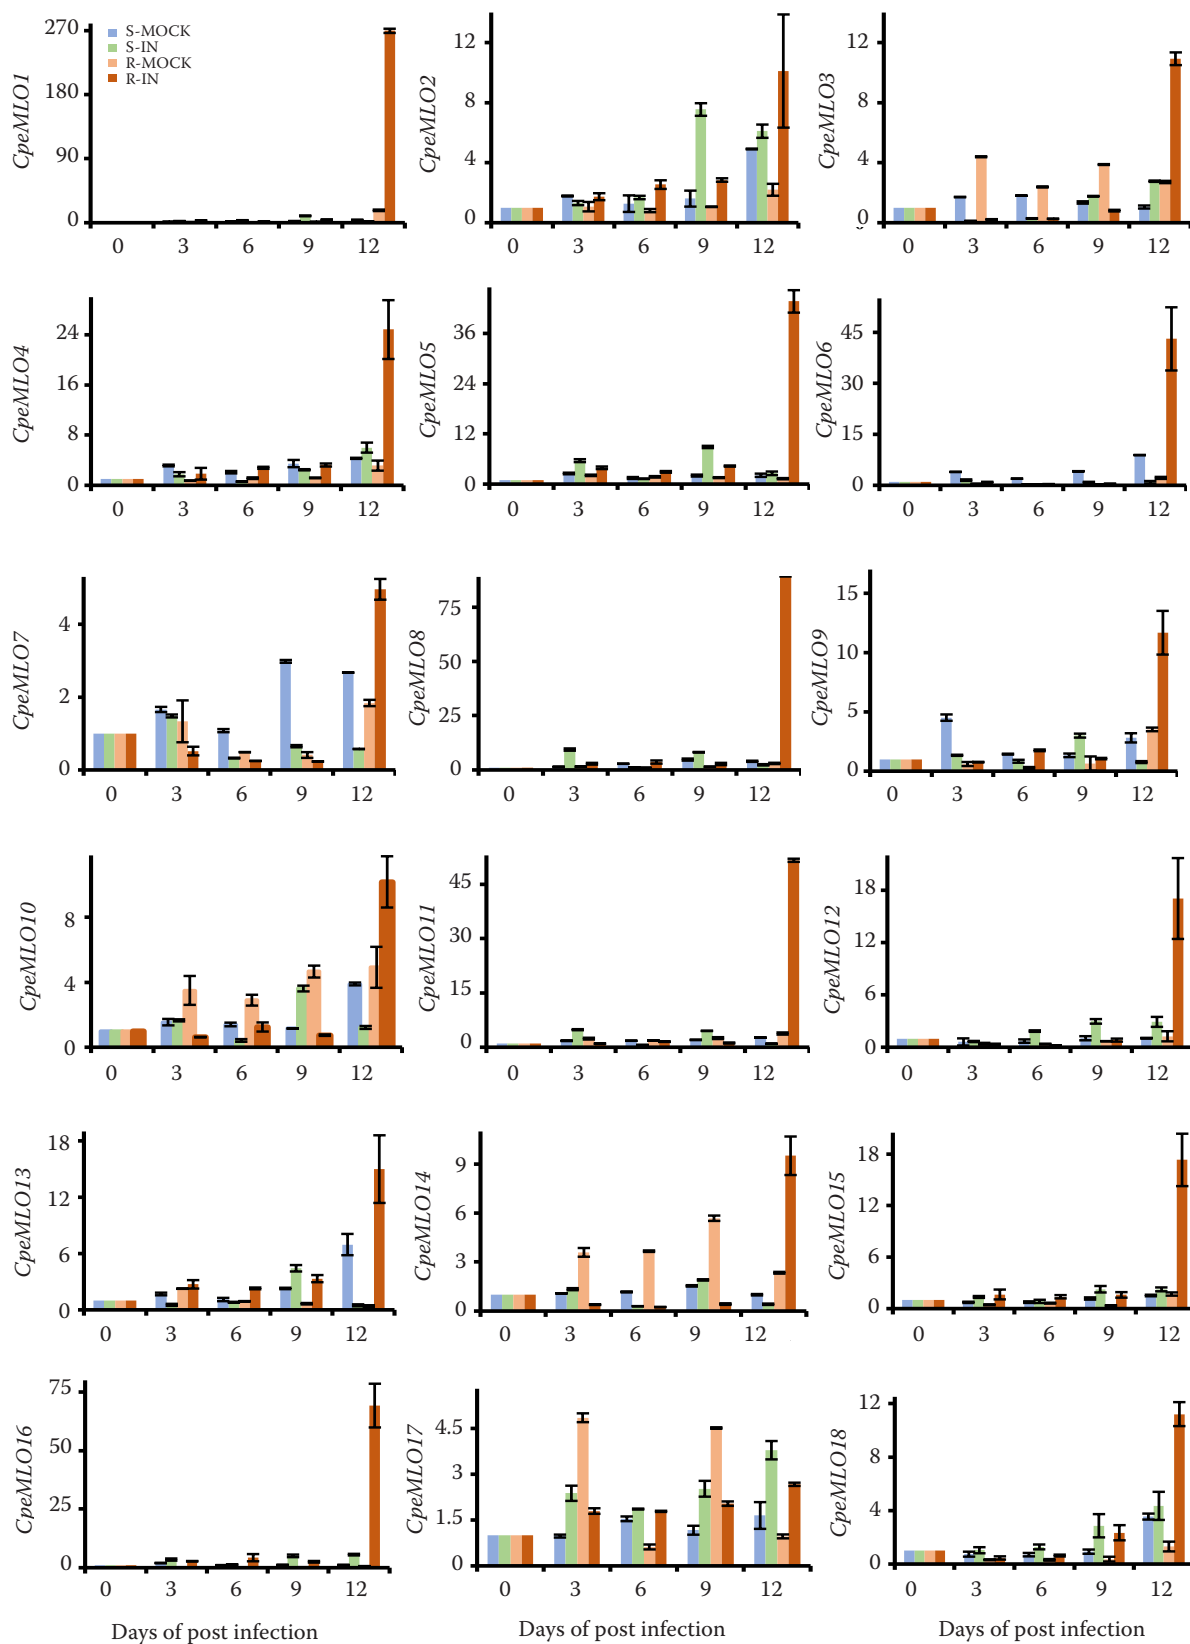 270
180
90
0
CpeMLO1
S-MOCK
S-IN
R-MOCK
R-IN
0 3 6 9 12
12
8
4
0
CpeMLO2
0 3 6 9 12
12
8
4
0
CpeMLO3
0 3 6 9 12
24
16
8
0
CpeMLO4
0 3 6 9 12
36
24
12
0
CpeMLO5
0 3 6 9 12
45
30
15
0
CpeMLO6
0 3 6 9 12
4
2
0
CpeMLO7
0 3 6 9 12
75
50
25
0
CpeMLO8
0 3 6 9 12
15
10
5
0
CpeMLO9
0 3 6 9 12
8
4
0
CpeMLO10
0 3 6 9 12
45
30
15
0
CpeMLO11
0 3 6 9 12
18
12
6
0
CpeMLO12
0 3 6 9 12
18
12
6
0
CpeMLO13
0 3 6 9 12
9
6
3
0
CpeMLO14
0 3 6 9 12
18
12
6
0
CpeMLO15
0 3 6 9 12
75
50
25
0
CpeMLO16
0 3 6 9 12
Days of post infection
4.5
3
1.5
0
CpeMLO17
0 3 6 9 12
Days of post infection
12
8
4
0
CpeMLO18
0 3 6 9 12
Days of post infection